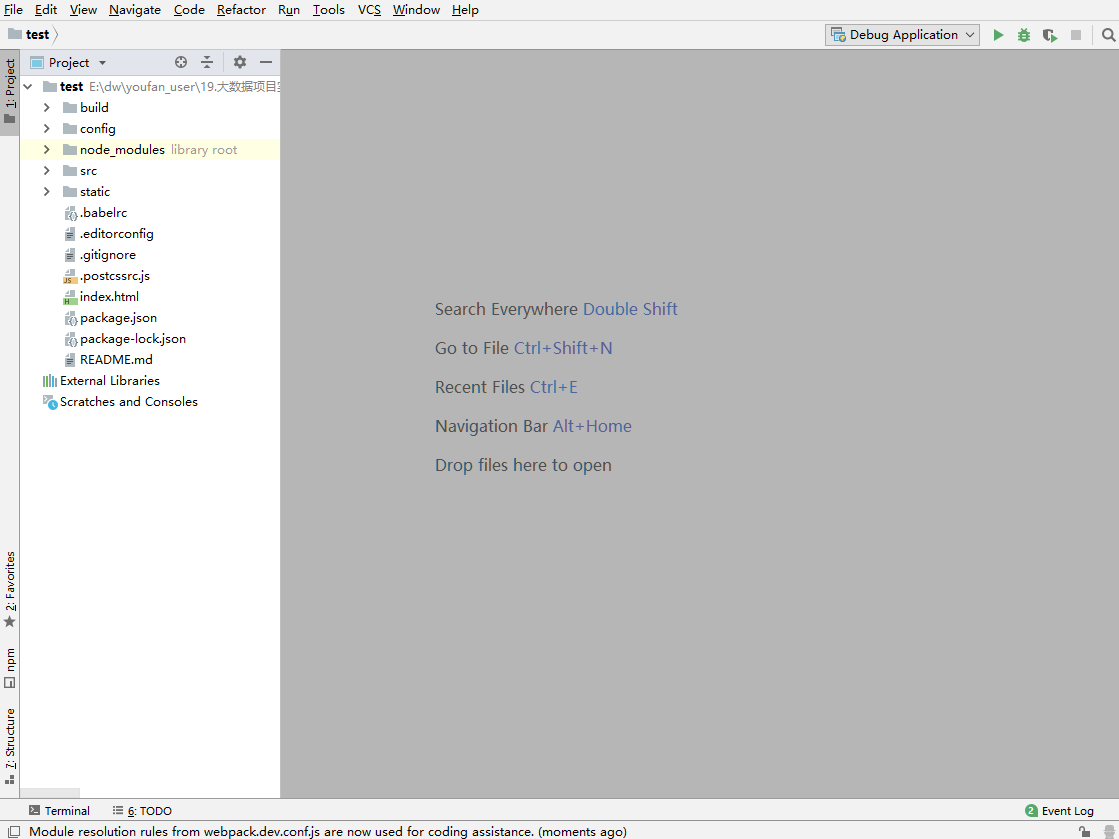 File Edit View Navigate Code Refactor Run Tools VCS Window Help
test
Debug Application
1: Project
Project
test E:\dw\youfan_user\19.大数据项目
build
config
node_modules library root
src
static
.babelrc
.editorconfig
.gitignore
.postcssrc.js
index.html
package.json
package-lock.json
README.md
External Libraries
Scratches and Consoles
Search Everywhere Double Shift
Go to File Ctrl+Shift+N
Recent Files Ctrl+E
Navigation Bar Alt+Home
Drop files here to open
2: Favorites
npm
7: Structure
Terminal 6: TODO
2 Event Log
Module resolution rules from webpack.dev.conf.js are now used for coding assistance. (moments ago)